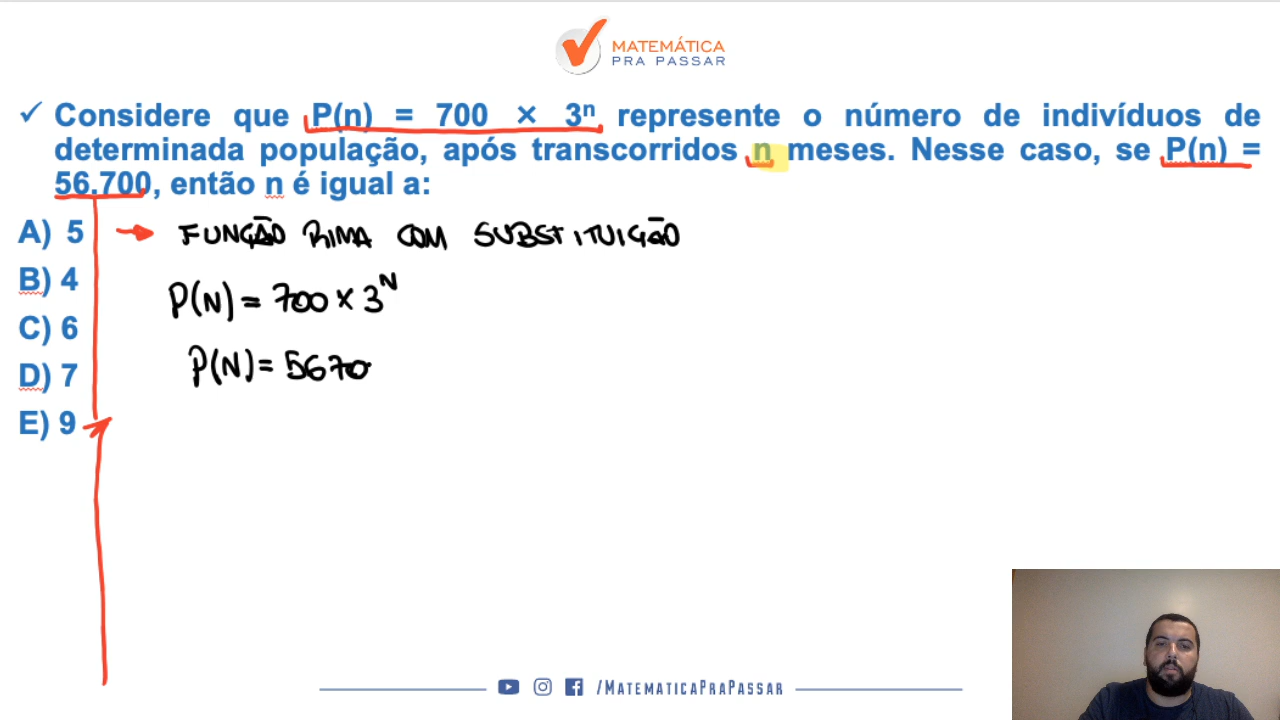 MATEMÁTICA
PRA PASSAR
✓ Considere que P(n) = 700 × 3ⁿ represente o número de indivíduos de
determinada população, após transcorridos n meses. Nesse caso, se P(n) =
56.700, então n é igual a:
A) 5
→ FUNÇÃO RIMA COM SUBSTITUIÇÃO
B) 4
P(N) = 700 × 3ᴺ
C) 6
D) 7
P(N) = 5670
E) 9
/MATEMATICAPRAPASSAR